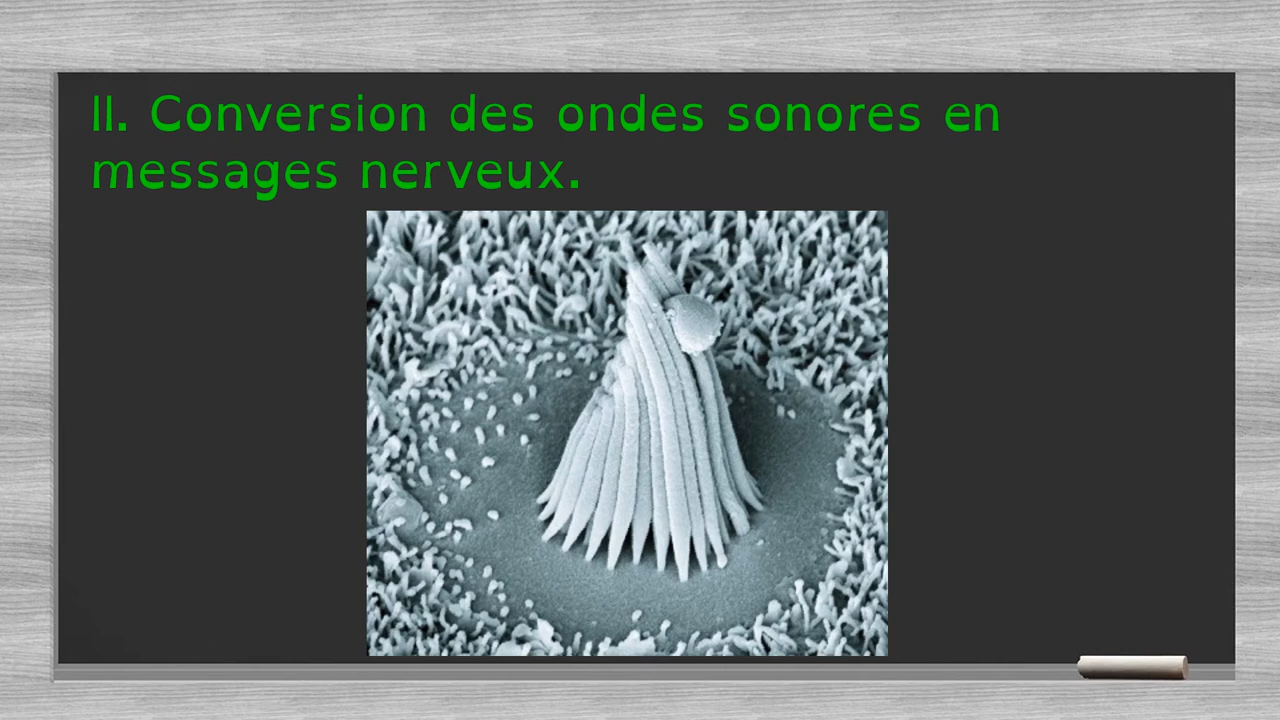 II. Conversion des ondes sonores en
messages nerveux.